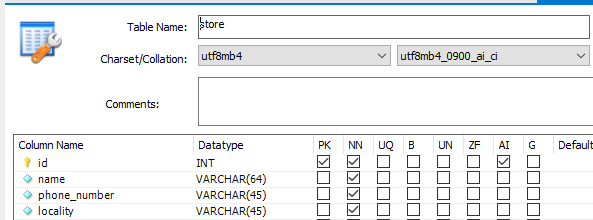 Table Name: store
Charset/Collation: utf8mb4 utf8mb4_0900_ai_ci
Comments:
Column Name Datatype PK NN UQ B UN ZF AI G Default
id INT
name VARCHAR(64)
phone_number VARCHAR(45)
locality VARCHAR(45)